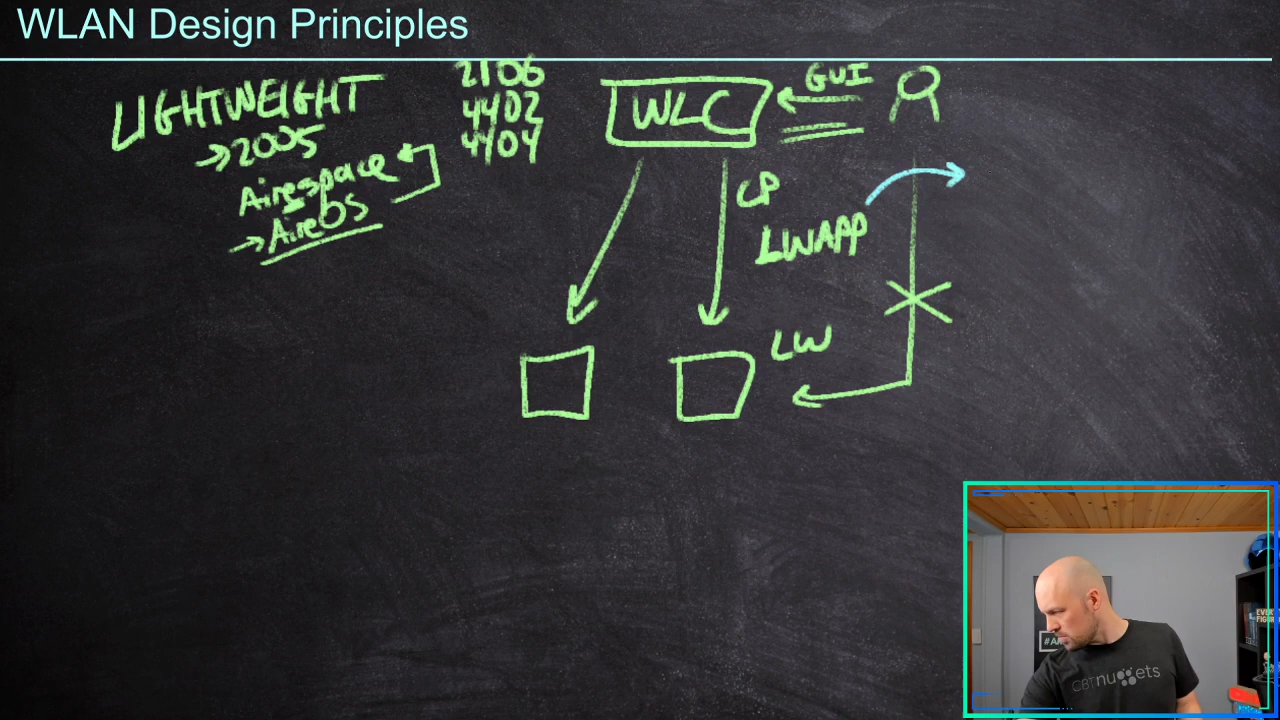 WLAN Design Principles
LIGHTWEIGHT
→2005
Airespace
→AireOS
2106
4402
4404
WLC
GUI
CP
LWAPP
LW
CBTnuggets